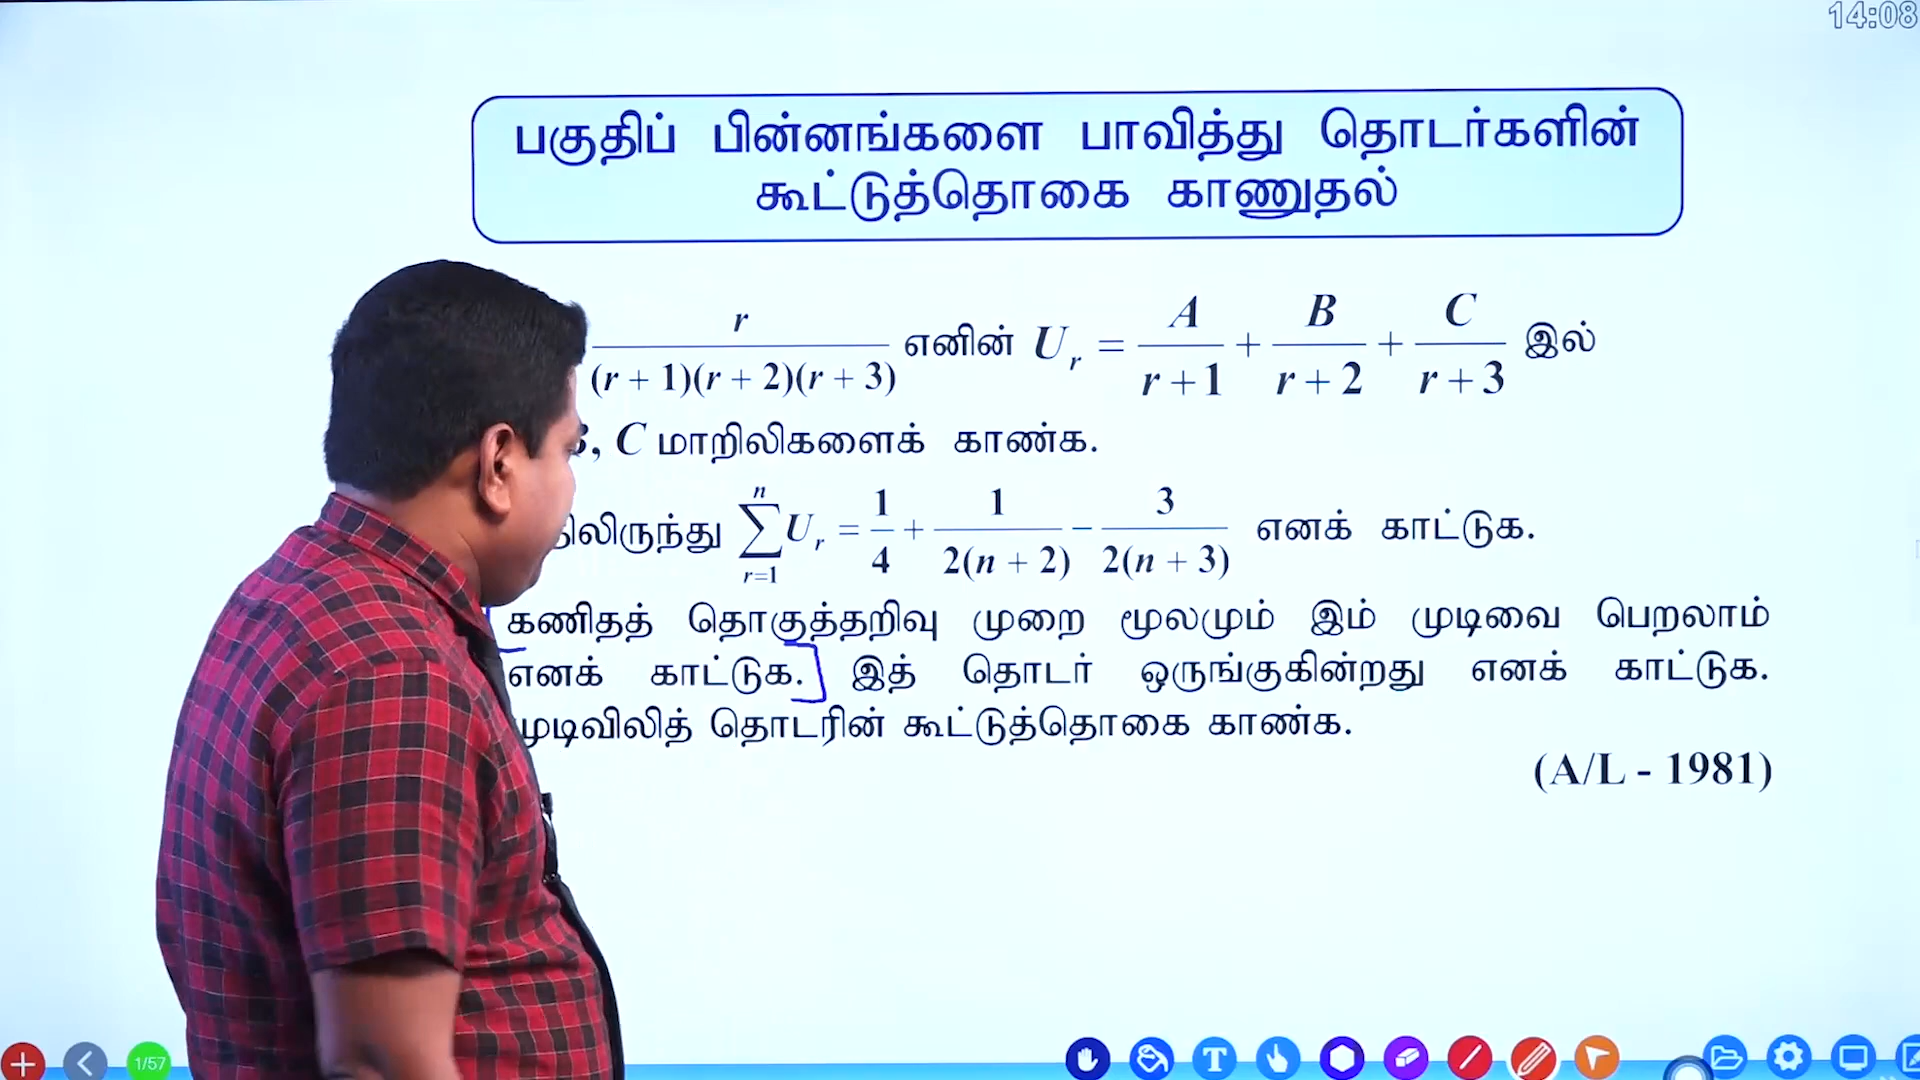 14:08
பகுதிப் பின்னங்களை பாவித்து தொடர்களின்
கூட்டுத்தொகை காணுதல்
r / (r + 1)(r + 2)(r + 3) எனின் U_r = A / r + 1 + B / r + 2 + C / r + 3 இல்
, C மாறிலிகளைக் காண்க.
\sum_{r=1}^{n} U_r = 1/4 + 1 / 2(n + 2) − 3 / 2(n + 3) எனக் காட்டுக.
கணிதத் தொகுத்தறிவு முறை மூலமும் இம் முடிவை பெறலாம்
எனக் காட்டுக. இத் தொடர் ஒருங்குகின்றது எனக் காட்டுக.
முடிவிலித் தொடரின் கூட்டுத்தொகை காண்க.
(A/L - 1981)
1/57